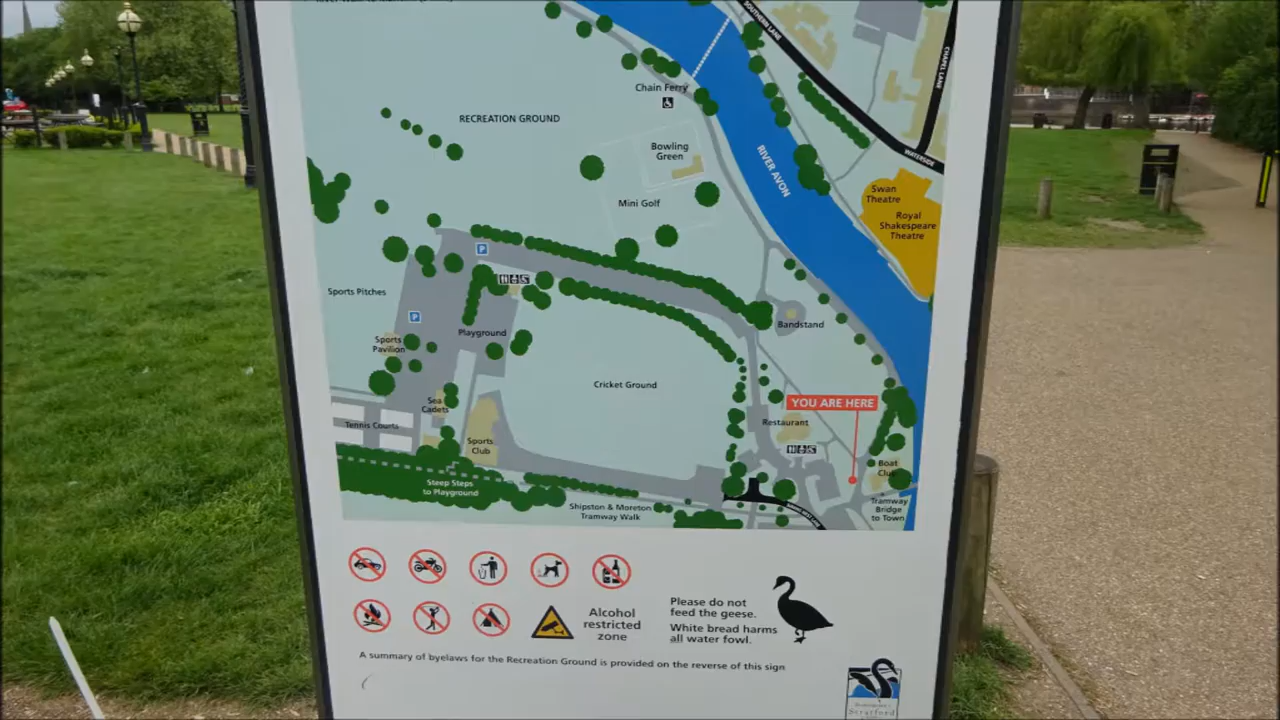 SOUTHERN LANE
CHAPEL LANE
Chain Ferry
RECREATION GROUND
Bowling
Green
WATERSIDE
RIVER AVON
Swan
Theatre
Royal
Shakespeare
Theatre
Mini Golf
P
Sports Pitches
P
Playground
Bandstand
Sports
Pavilion
Cricket Ground
YOU ARE HERE
Sea
Cadets
Restaurant
Tennis Courts
Sports
Club
Boat
Club
Steep Steps
to Playground
Shipston & Moreton
Tramway Walk
Tramway
Bridge
to Town
Alcohol
restricted
zone
Please do not
feed the geese.
White bread harms
all water fowl.
A summary of byelaws for the Recreation Ground is provided on the reverse of this sign
Stratford